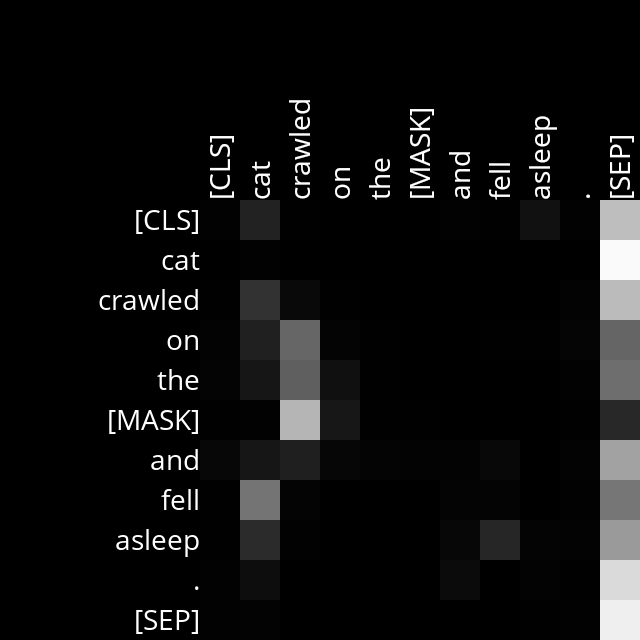 [CLS] cat crawled on the [MASK] and fell asleep . [SEP]
[CLS]
cat
crawled
on
the
[MASK]
and
fell
asleep
.
[SEP]